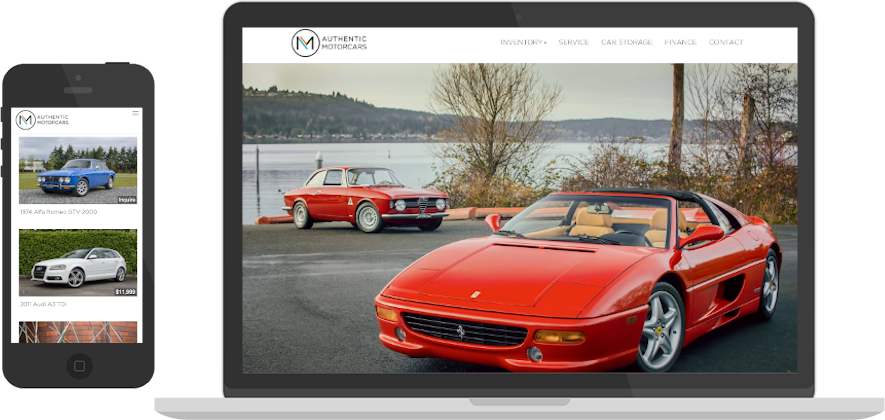 AUTHENTIC
MOTORCARS
Inquire
1974 Alfa Romeo GTV 2000
$11,999
2011 Audi A3 TDi
AUTHENTIC
MOTORCARS
INVENTORY SERVICE CAR STORAGE FINANCE CONTACT